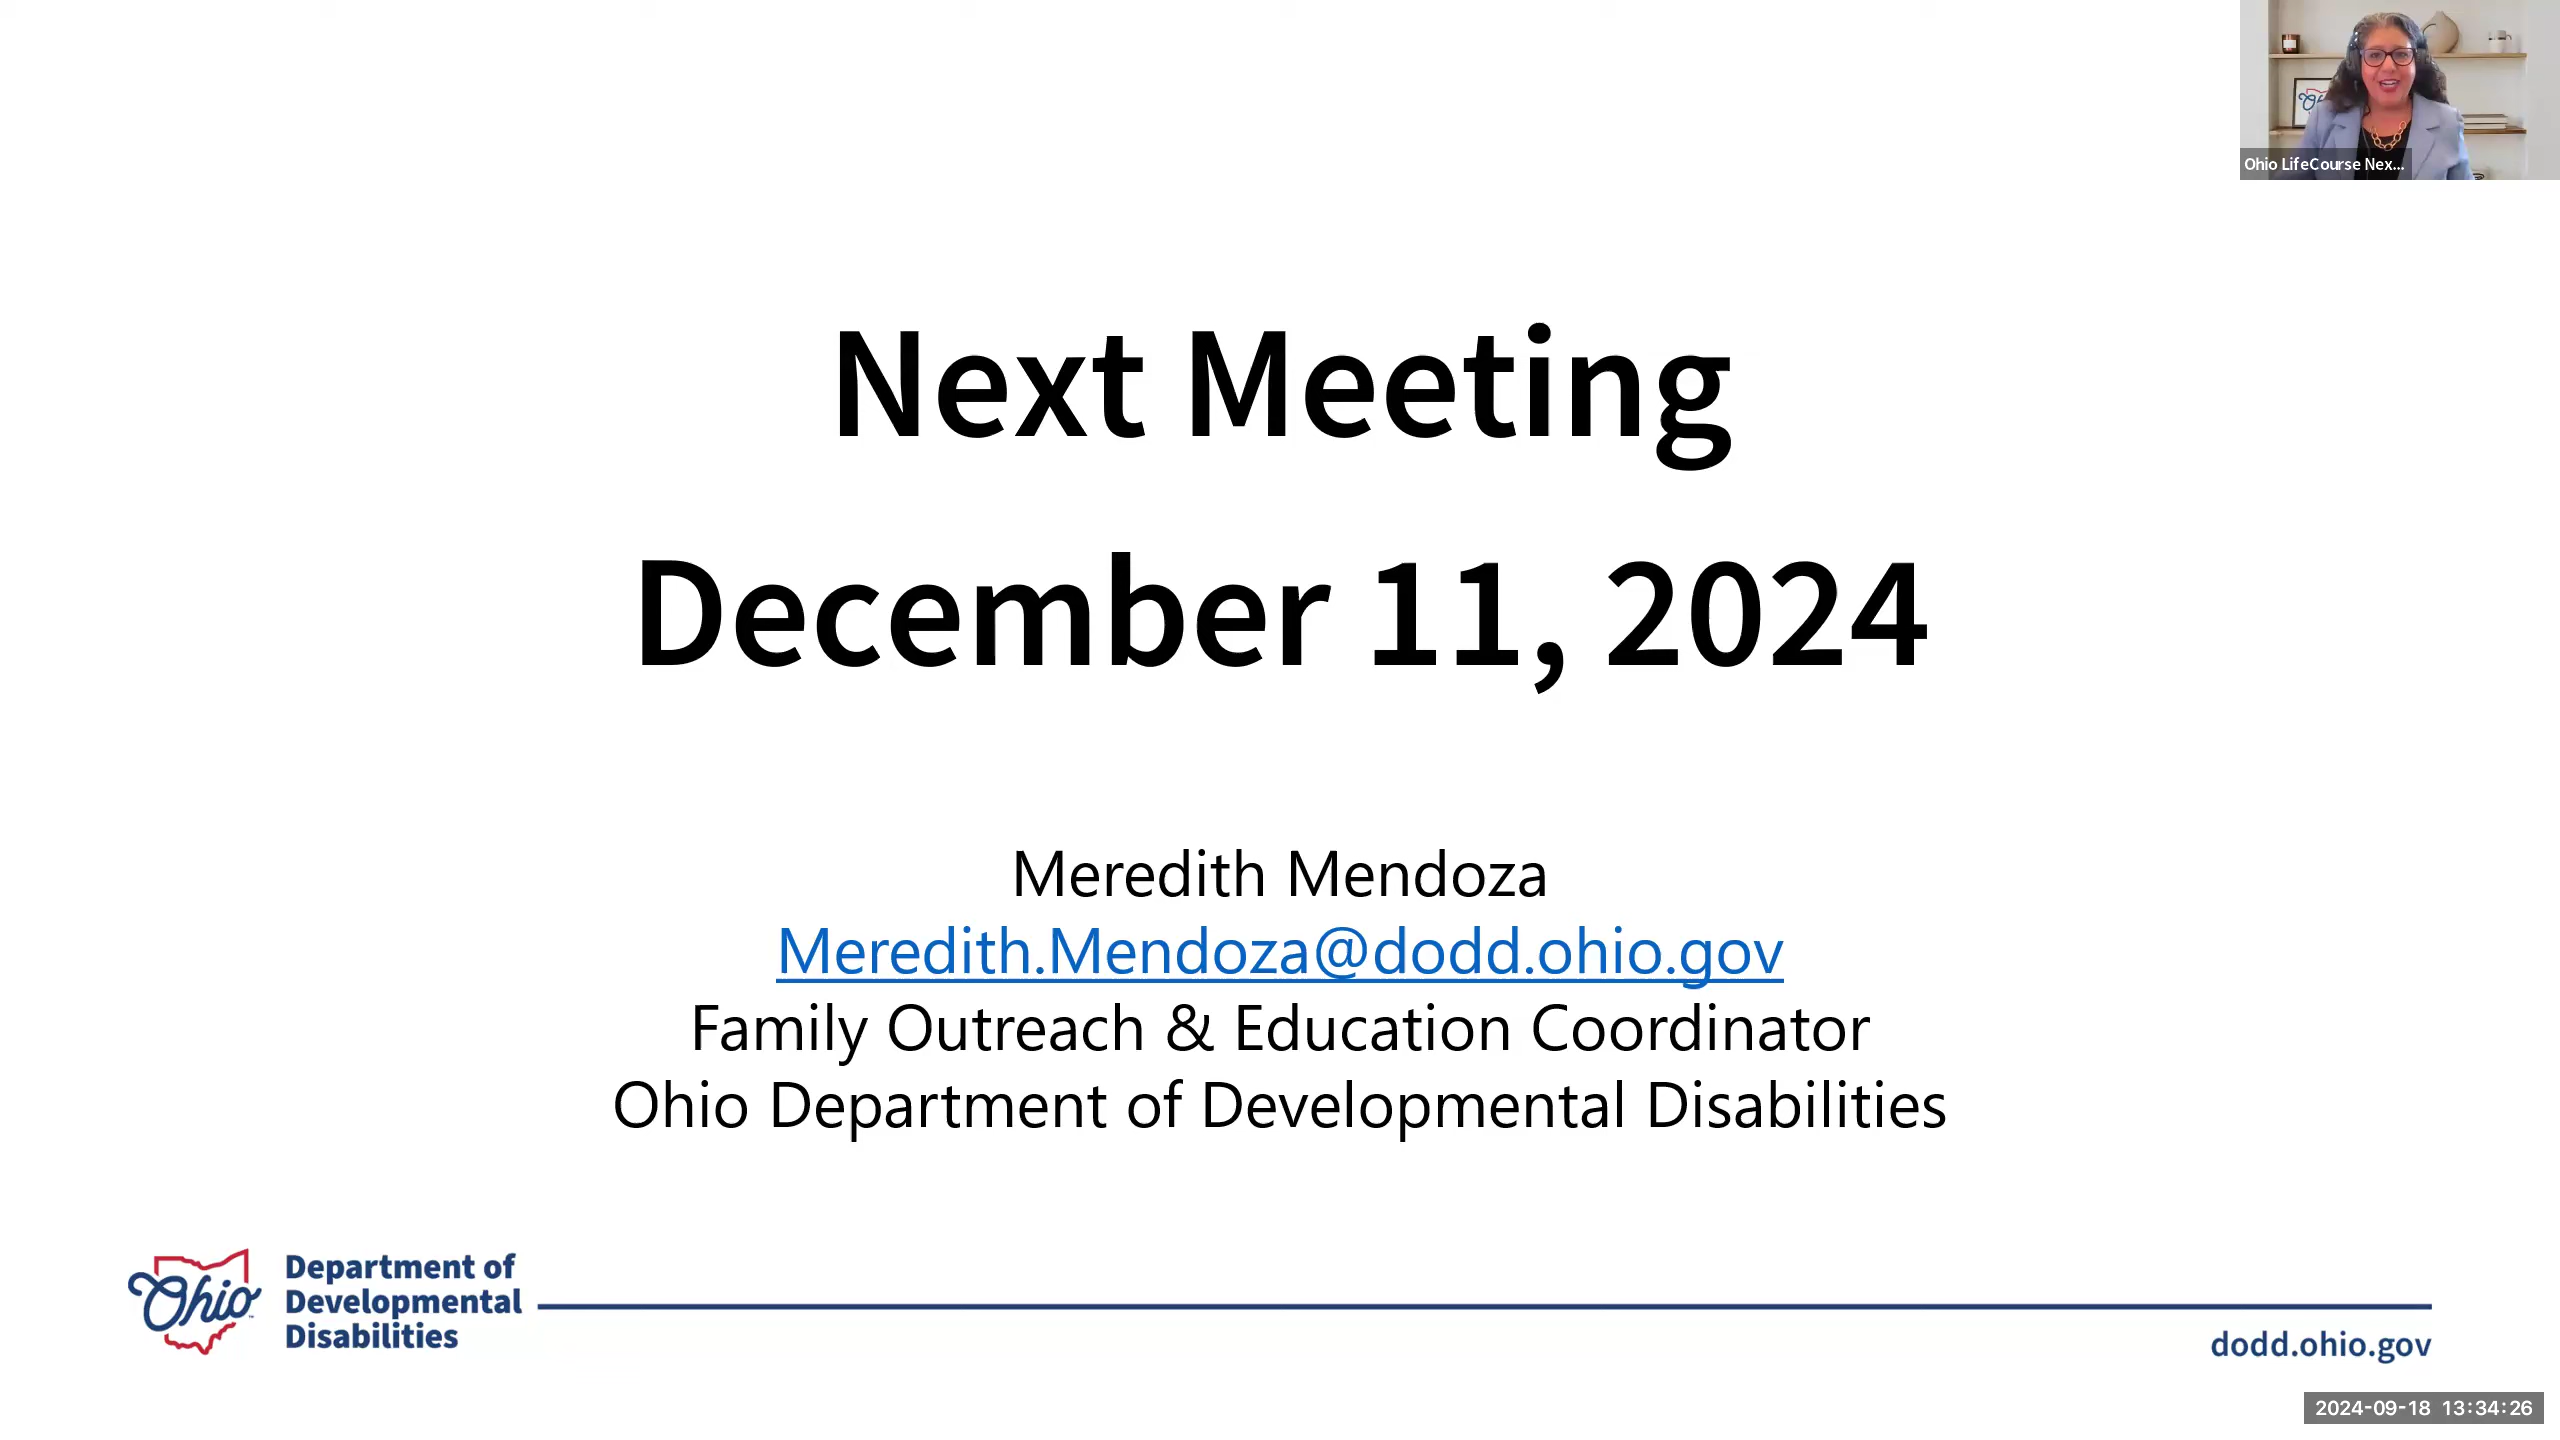 Ohio LifeCourse Nex...
Next Meeting
December 11, 2024
Meredith Mendoza
Meredith.Mendoza@dodd.ohio.gov
Family Outreach & Education Coordinator
Ohio Department of Developmental Disabilities
Ohio
Department of
Developmental
Disabilities
dodd.ohio.gov
2024-09-18 13:34:26